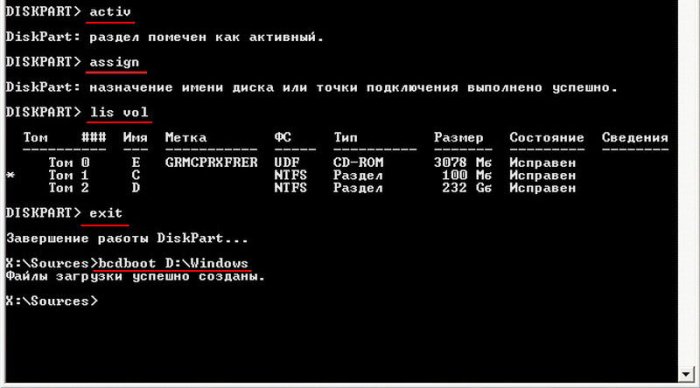 DISKPART> activ
DiskPart: раздел помечен как активный.
DISKPART> assign
DiskPart: назначение имени диска или точки подключения выполнено успешно.
DISKPART> lis vol
Том ### Имя Метка ФС Тип Размер Состояние Сведения
---------- --- ----------- ----- ---------- ------- --------- --------
Том 0 E GRMCPRXFRER UDF CD-ROM 3078 Mб Исправен
* Том 1 C NTFS Раздел 100 Mб Исправен
Том 2 D NTFS Раздел 232 Gб Исправен
DISKPART> exit
Завершение работы DiskPart...
X:\Sources>bcdboot D:\Windows
Файлы загрузки успешно созданы.
X:\Sources>